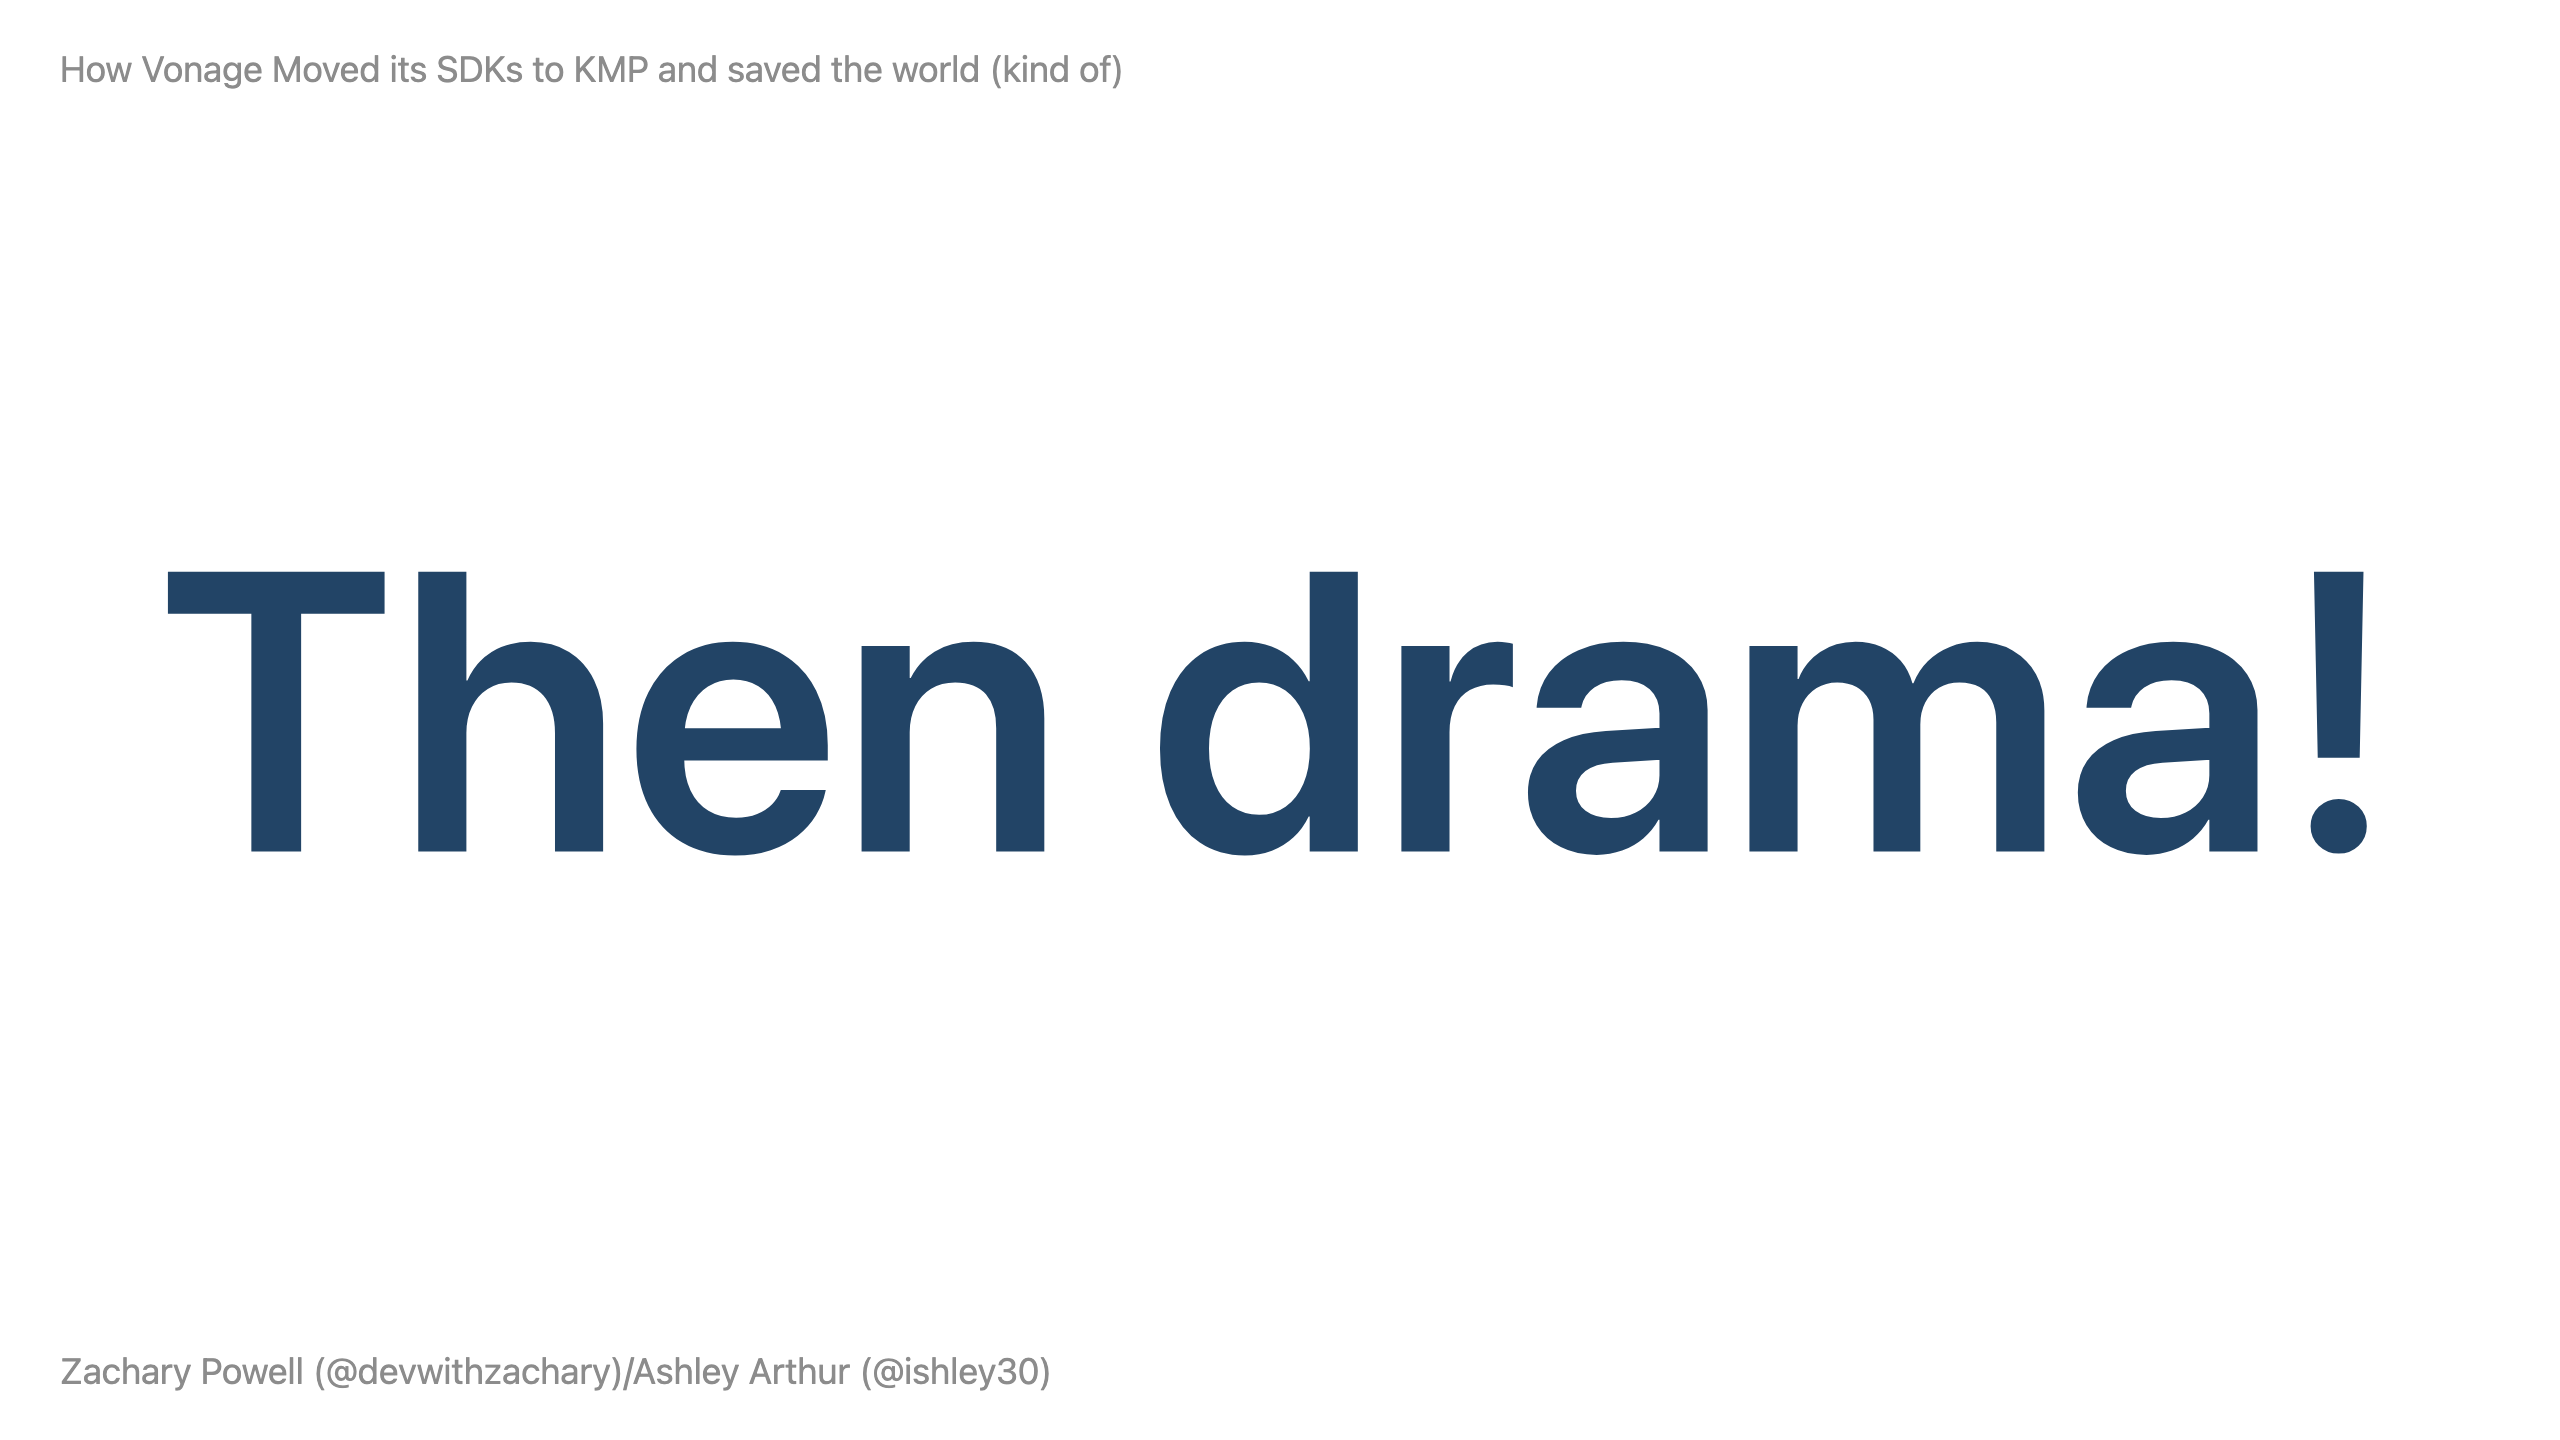 How Vonage Moved its SDKs to KMP and saved the world (kind of)
Then drama!
Zachary Powell (@devwithzachary)/Ashley Arthur (@ishley30)